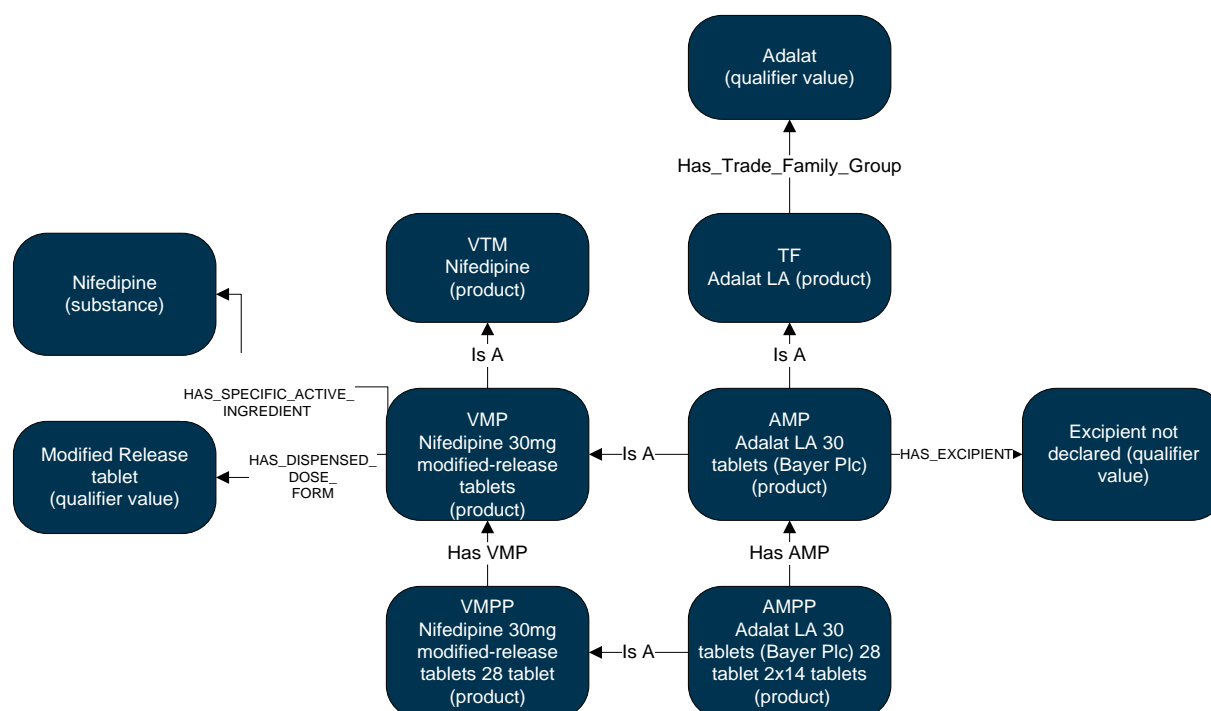 Adalat
(qualifier value)
Has_Trade_Family_Group
Nifedipine
(substance)
VTM
Nifedipine
(product)
TF
Adalat LA (product)
Is A
Is A
HAS_SPECIFIC_ACTIVE_
INGREDIENT
Modified Release
tablet
(qualifier value)
HAS_DISPENSED_
DOSE_
FORM
VMP
Nifedipine 30mg
modified-release
tablets
(product)
Is A
AMP
Adalat LA 30
tablets (Bayer Plc)
(product)
HAS_EXCIPIENT
Excipient not
declared (qualifier
value)
Has VMP
Has AMP
VMPP
Nifedipine 30mg
modified-release
tablets 28 tablet
(product)
Is A
AMPP
Adalat LA 30
tablets (Bayer Plc) 28
tablet 2x14 tablets
(product)